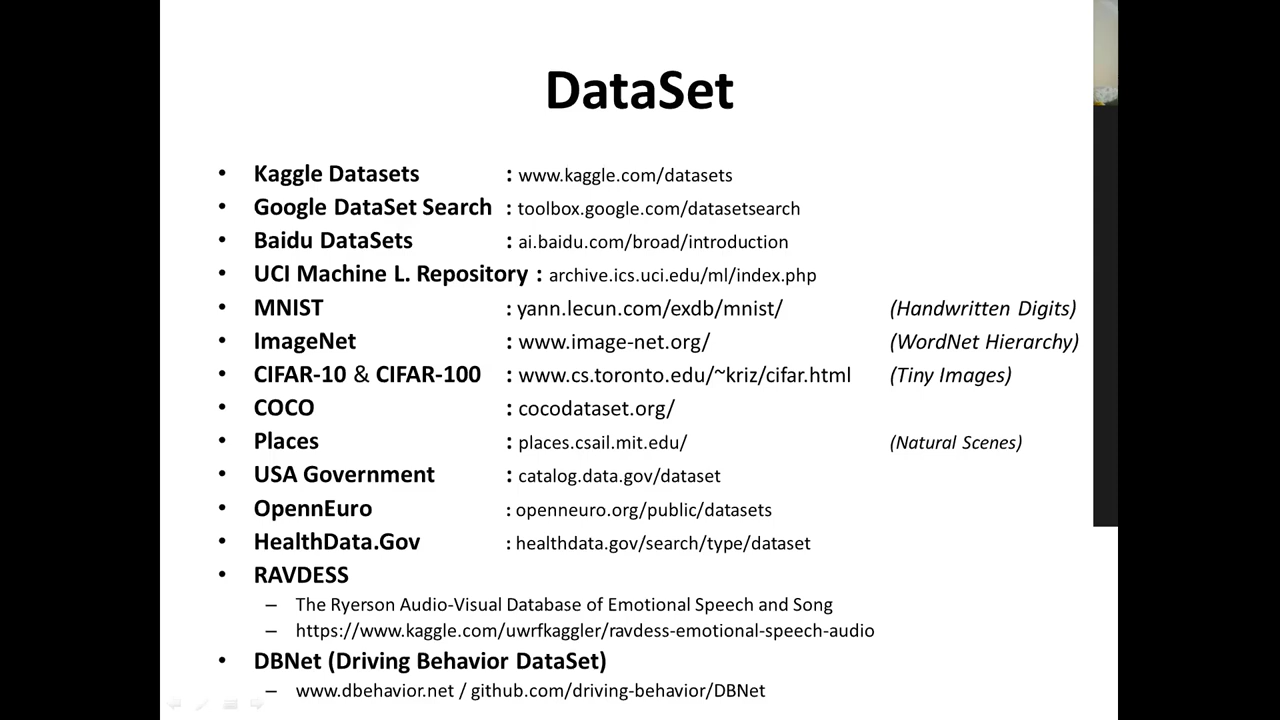 DataSet
• Kaggle Datasets : www.kaggle.com/datasets
• Google DataSet Search : toolbox.google.com/datasetsearch
• Baidu DataSets : ai.baidu.com/broad/introduction
• UCI Machine L. Repository : archive.ics.uci.edu/ml/index.php
• MNIST : yann.lecun.com/exdb/mnist/ (Handwritten Digits)
• ImageNet : www.image-net.org/ (WordNet Hierarchy)
• CIFAR-10 & CIFAR-100 : www.cs.toronto.edu/~kriz/cifar.html (Tiny Images)
• COCO : cocodataset.org/
• Places : places.csail.mit.edu/ (Natural Scenes)
• USA Government : catalog.data.gov/dataset
• OpennEuro : openneuro.org/public/datasets
• HealthData.Gov : healthdata.gov/search/type/dataset
• RAVDESS
– The Ryerson Audio-Visual Database of Emotional Speech and Song
– https://www.kaggle.com/uwrfkaggler/ravdess-emotional-speech-audio
• DBNet (Driving Behavior DataSet)
– www.dbehavior.net / github.com/driving-behavior/DBNet